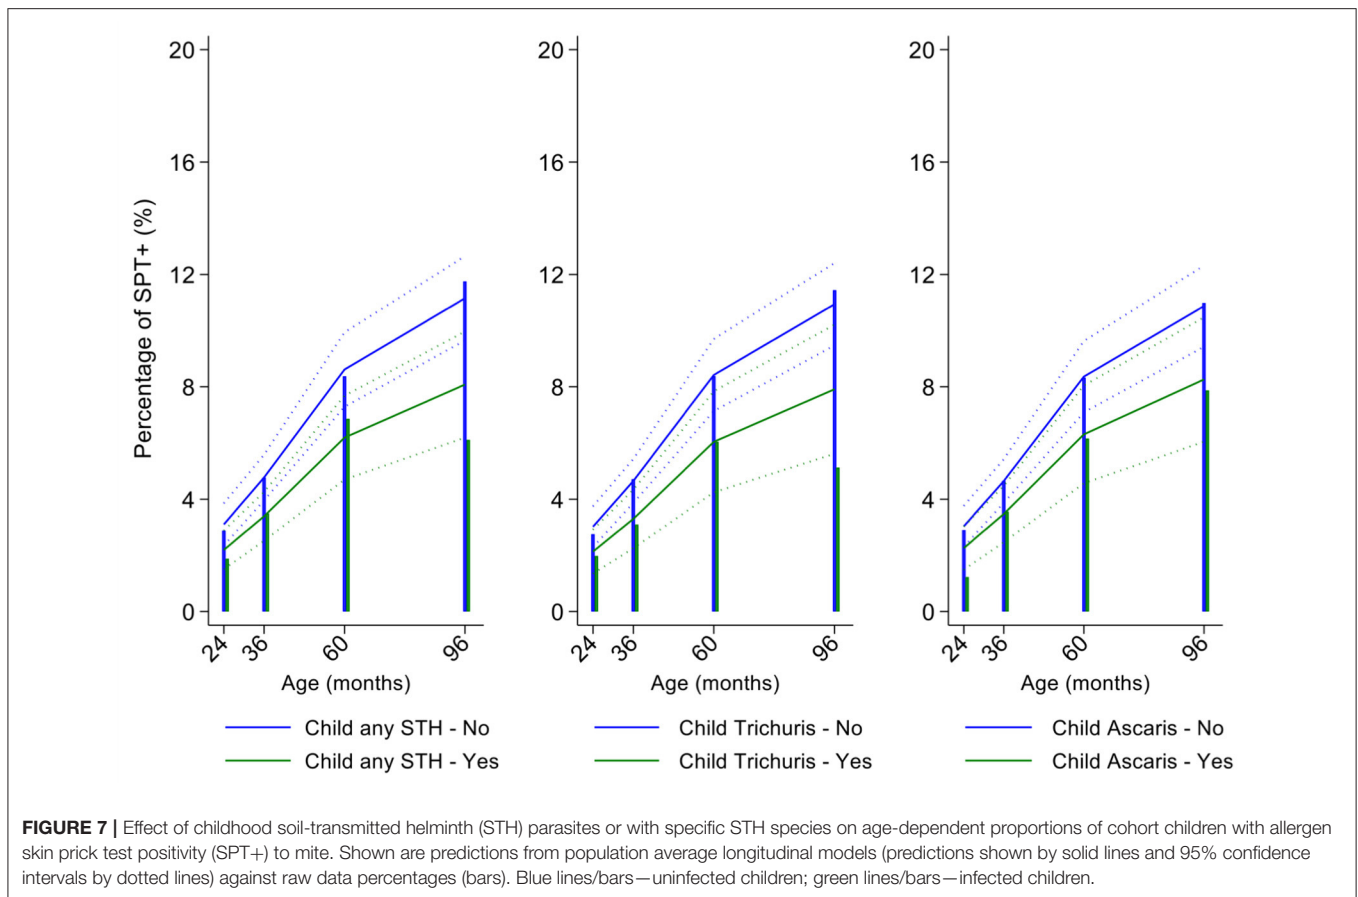 20
16
12
8
4
0
Percentage of SPT+ (%)
24 36 60 96
Age (months)
Child any STH - No
Child any STH - Yes
20
16
12
8
4
0
24 36 60 96
Age (months)
Child Trichuris - No
Child Trichuris - Yes
20
16
12
8
4
0
24 36 60 96
Age (months)
Child Ascaris - No
Child Ascaris - Yes
FIGURE 7 | Effect of childhood soil-transmitted helminth (STH) parasites or with specific STH species on age-dependent proportions of cohort children with allergen
skin prick test positivity (SPT+) to mite. Shown are predictions from population average longitudinal models (predictions shown by solid lines and 95% confidence
intervals by dotted lines) against raw data percentages (bars). Blue lines/bars—uninfected children; green lines/bars—infected children.